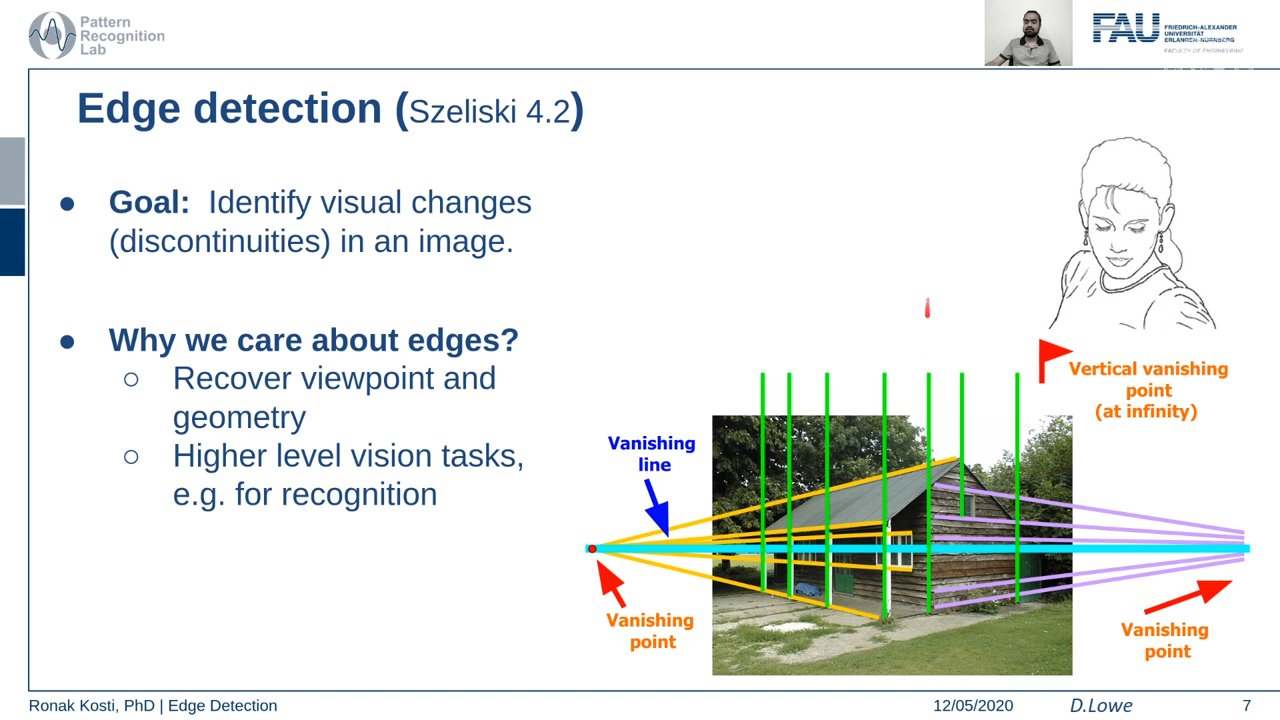 Pattern
Recognition
Lab
FAU
FRIEDRICH-ALEXANDER
UNIVERSITÄT
ERLANGEN-NÜRNBERG
FACULTY OF ENGINEERING
Edge detection (Szeliski 4.2)
● Goal: Identify visual changes
(discontinuities) in an image.
● Why we care about edges?
○ Recover viewpoint and
geometry
○ Higher level vision tasks,
e.g. for recognition
Vertical vanishing
point
(at infinity)
Vanishing
line
Vanishing
point
Vanishing
point
Ronak Kosti, PhD | Edge Detection
12/05/2020
D.Lowe
7